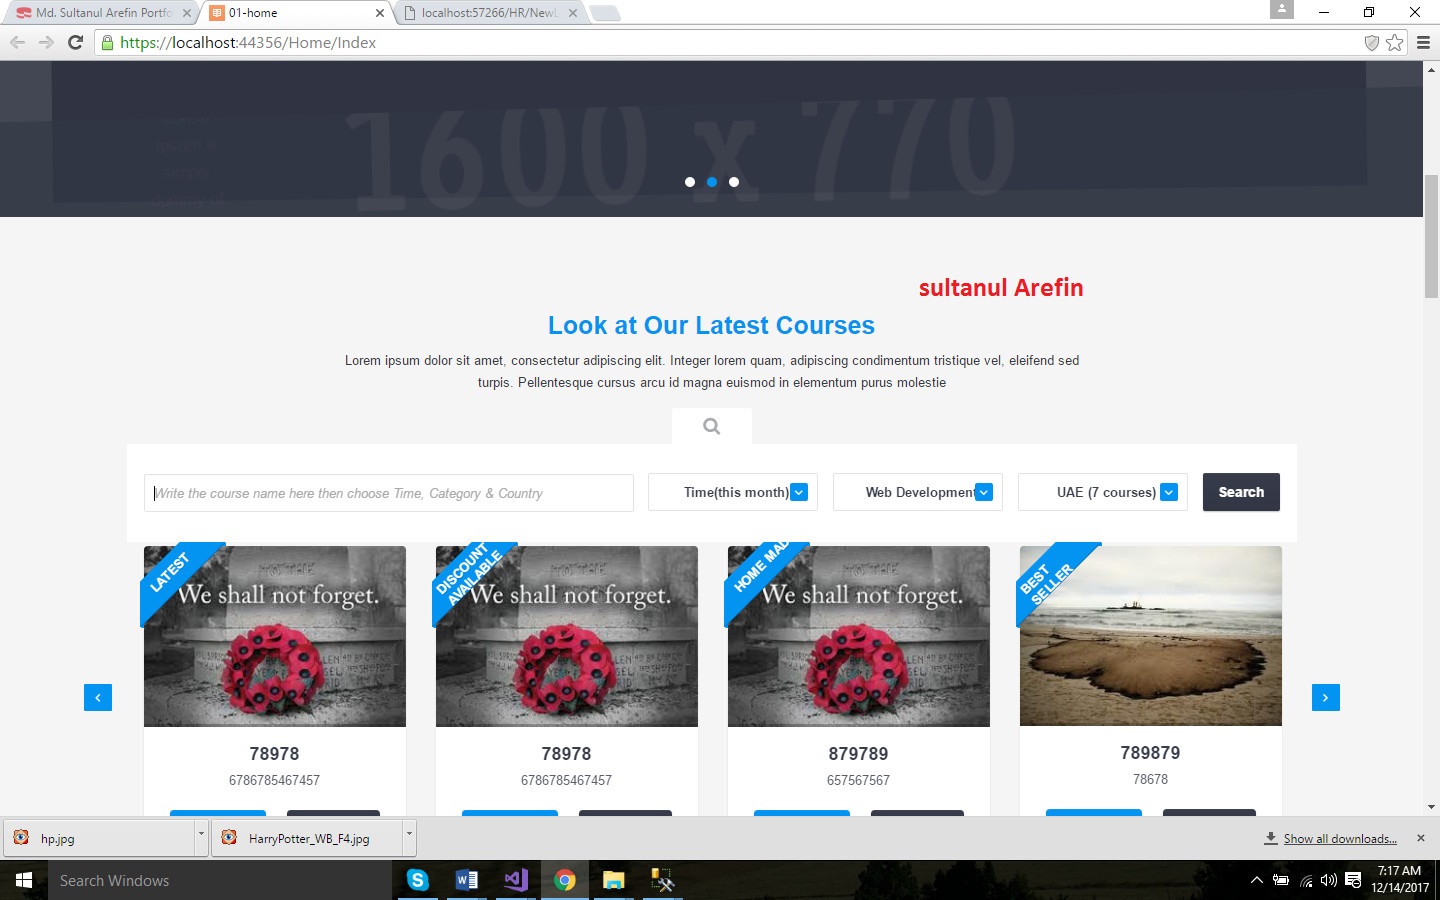 Md. Sultanul Arefin Portfo
01-home
localhost:57266/HR/NewL
https://localhost:44356/Home/Index
1600 x 770
sultanul Arefin
Look at Our Latest Courses
Lorem ipsum dolor sit amet, consectetur adipiscing elit. Integer lorem quam, adipiscing condimentum tristique vel, eleifend sed
turpis. Pellentesque cursus arcu id magna euismod in elementum purus molestie
Write the course name here then choose Time, Category & Country
Time(this month)
Web Development
UAE (7 courses)
Search
LATEST
We shall not forget.
DISCOUNT
AVAILABLE
We shall not forget.
HOME MAD
We shall not forget.
BEST
SELLER
78978
6786785467457
78978
6786785467457
879789
657567567
789879
78678
hp.jpg
HarryPotter_WB_F4.jpg
Show all downloads...
Search Windows
7:17 AM
12/14/2017